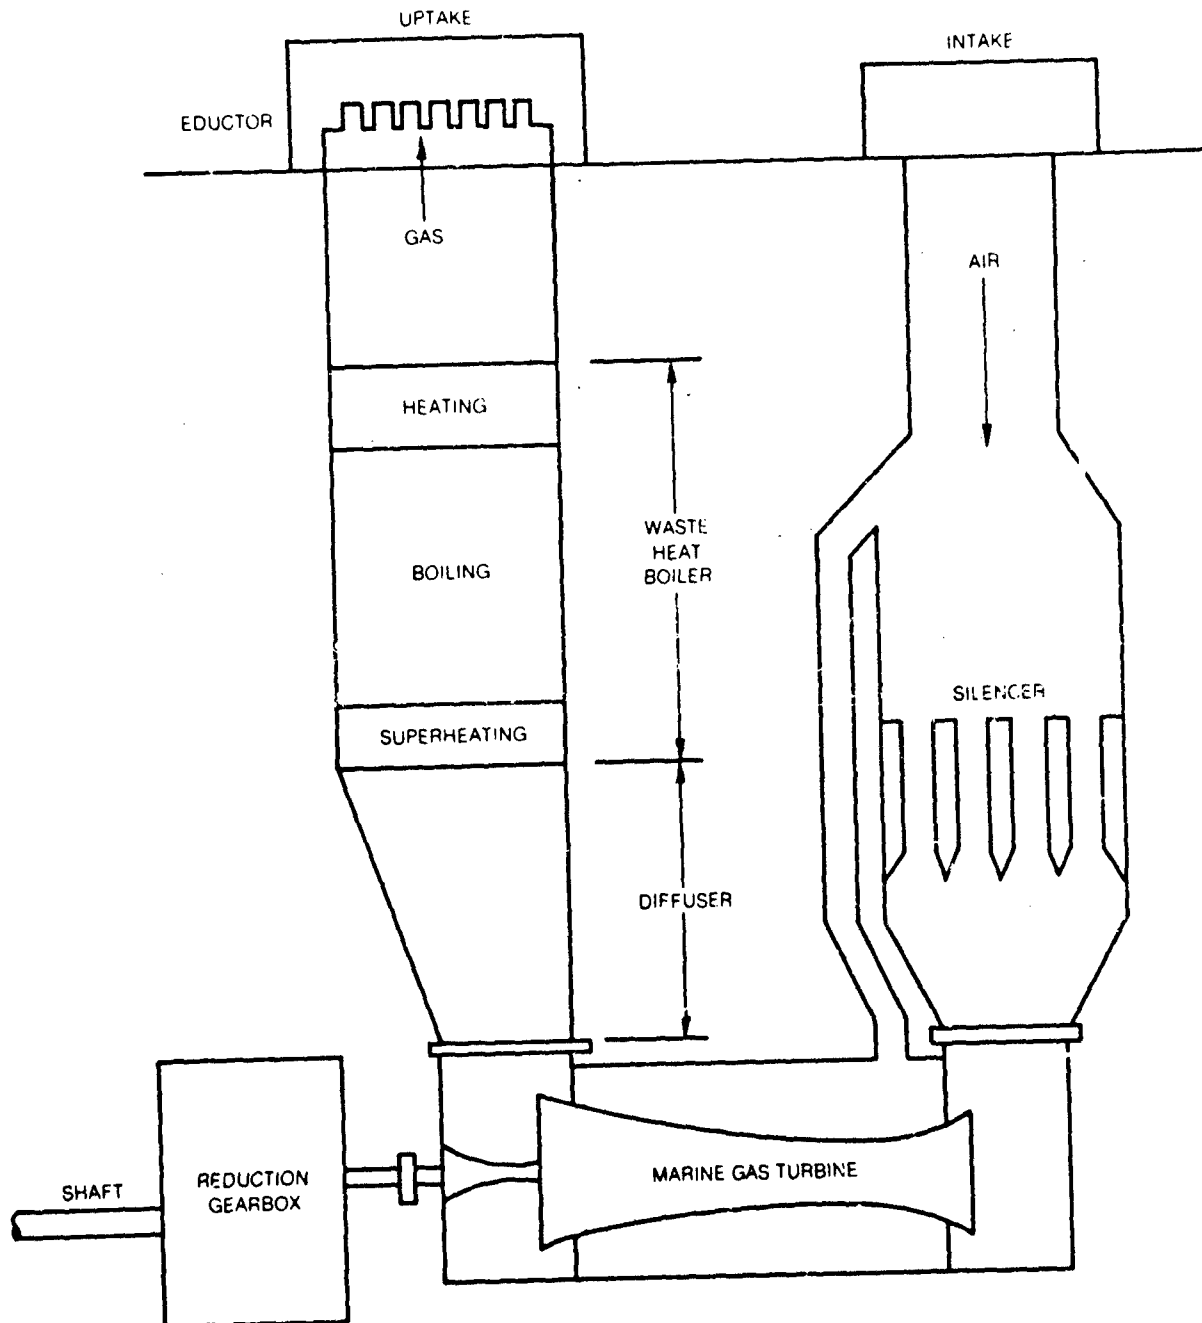 UPTAKE
INTAKE
EDUCTOR
GAS
AIR
HEATING
WASTE
HEAT
BOILER
BOILING
SILENCER
SUPERHEATING
DIFFUSER
MARINE GAS TURBINE
REDUCTION
GEARBOX
SHAFT